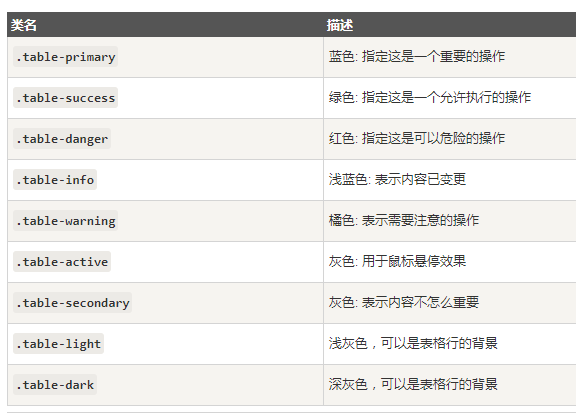 类名 描述
.table-primary 蓝色: 指定这是一个重要的操作
.table-success 绿色: 指定这是一个允许执行的操作
.table-danger 红色: 指定这是可以危险的操作
.table-info 浅蓝色: 表示内容已变更
.table-warning 橘色: 表示需要注意的操作
.table-active 灰色: 用于鼠标悬停效果
.table-secondary 灰色: 表示内容不怎么重要
.table-light 浅灰色，可以是表格行的背景
.table-dark 深灰色，可以是表格行的背景